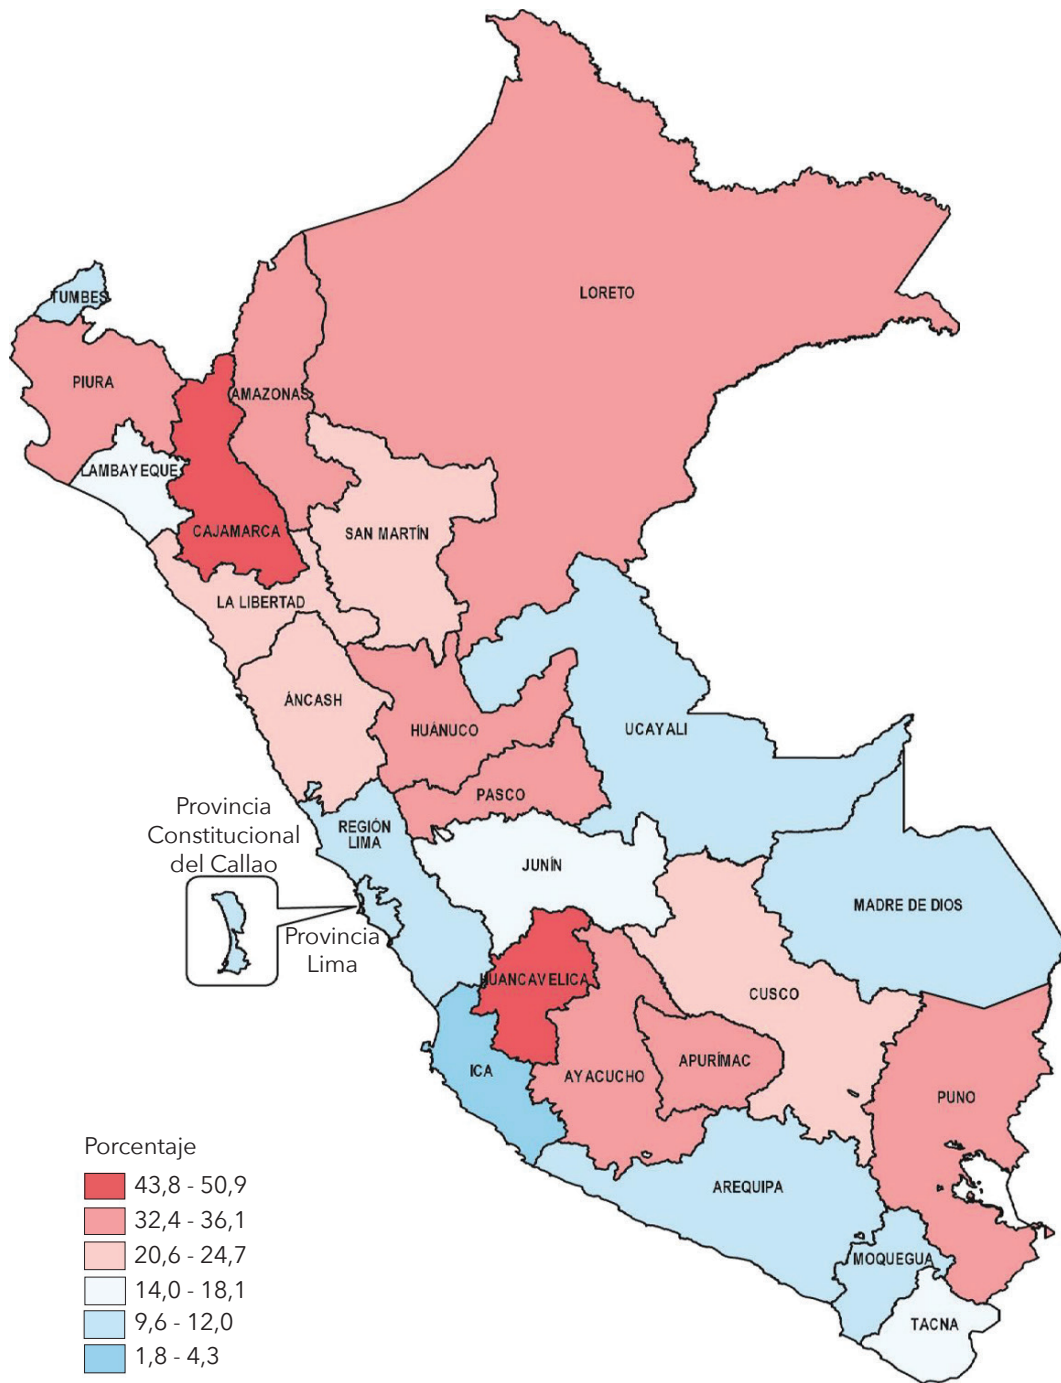 LORETO
TUMBES
PIURA
AMAZONAS
LAMBAYEQUE
CAJAMARCA
SAN MARTÍN
LA LIBERTAD
ÁNCASH
HUÁNUCO
UCAYALI
PASCO
Provincia
Constitucional
del Callao
REGIÓN
LIMA
JUNÍN
MADRE DE DIOS
Provincia
Lima
HUANCAVELICA
CUSCO
ICA
AYACUCHO
APURÍMAC
PUNO
AREQUIPA
MOQUEGUA
TACNA
Porcentaje
43,8 - 50,9
32,4 - 36,1
20,6 - 24,7
14,0 - 18,1
9,6 - 12,0
1,8 - 4,3